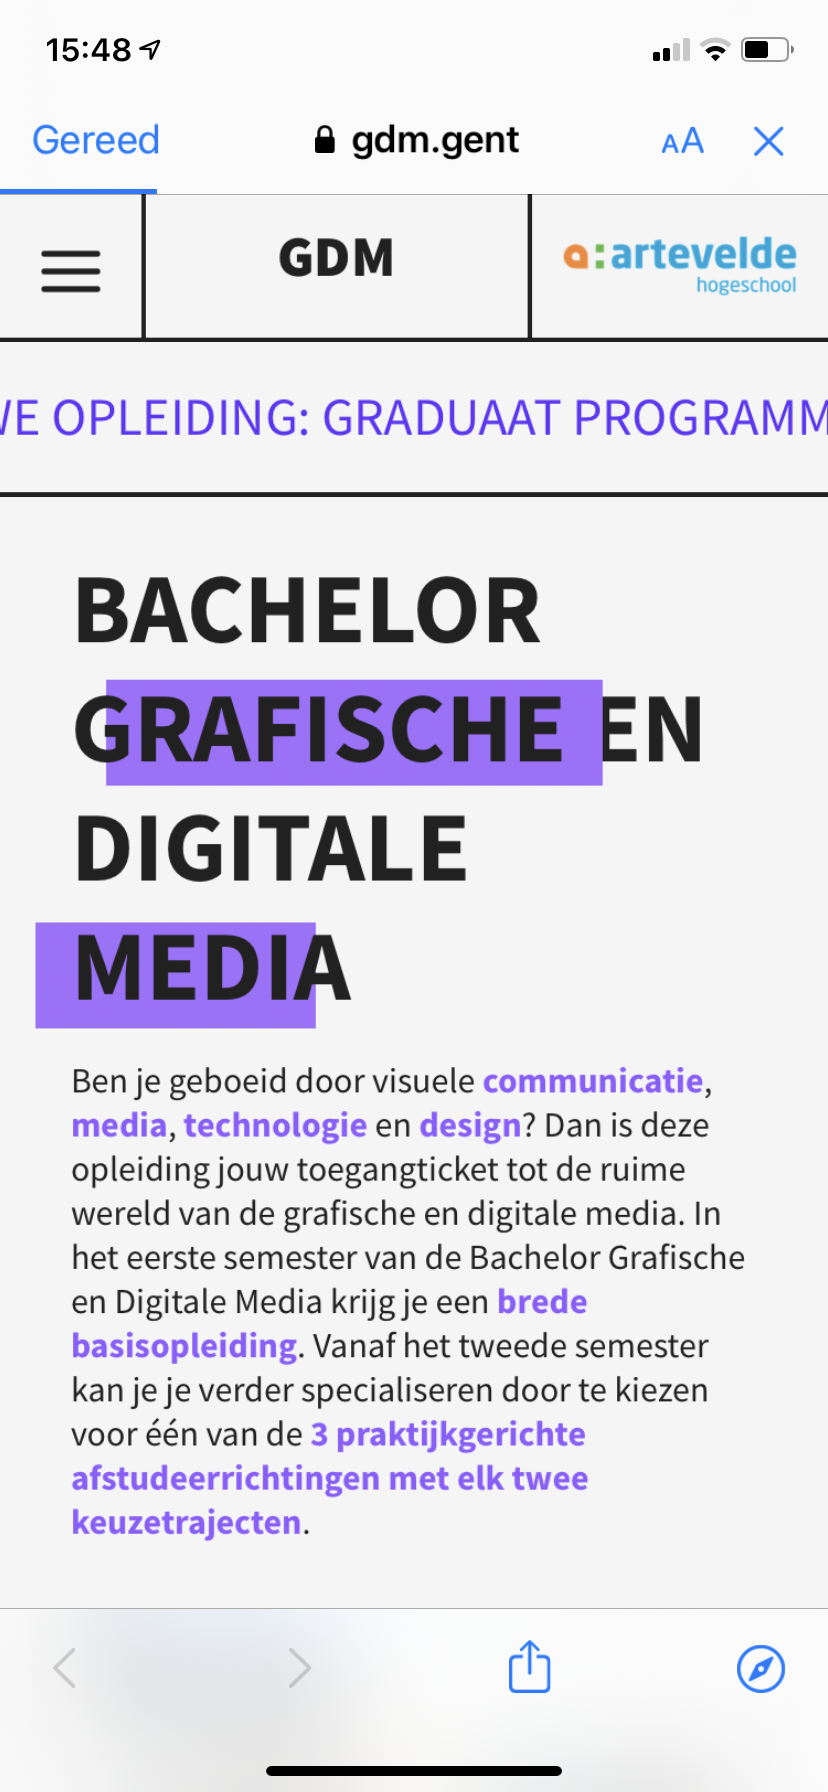 15:48
Gereed
gdm.gent
AA
GDM
a:artevelde
hogeschool
WE OPLEIDING: GRADUAAT PROGRAMM
BACHELOR
GRAFISCHE EN
DIGITALE
MEDIA
Ben je geboeid door visuele communicatie,
media, technologie en design? Dan is deze
opleiding jouw toegangticket tot de ruime
wereld van de grafische en digitale media. In
het eerste semester van de Bachelor Grafische
en Digitale Media krijg je een brede
basisopleiding. Vanaf het tweede semester
kan je je verder specialiseren door te kiezen
voor één van de 3 praktijkgerichte
afstudeerrichtingen met elk twee
keuzetrajecten.